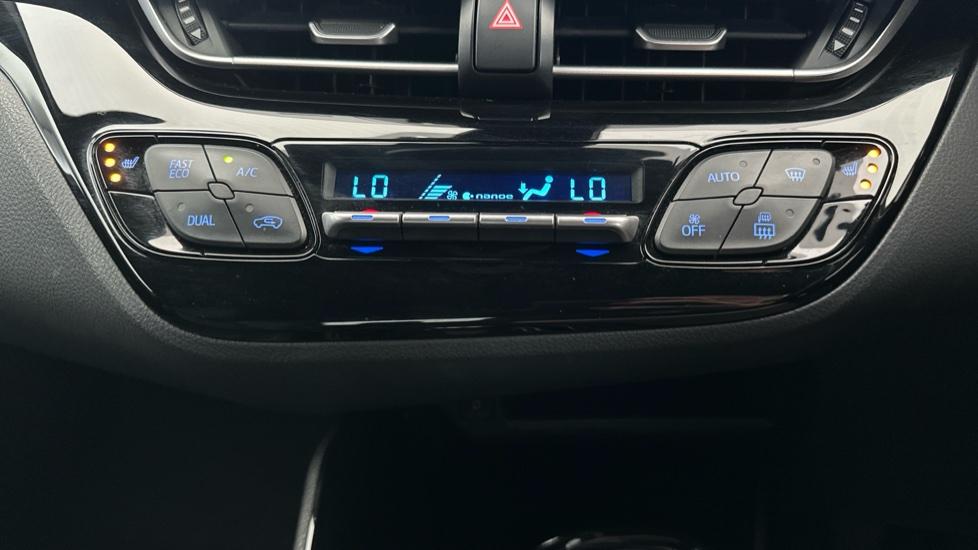 FAST
ECO
A/C
DUAL
LO
nanoe
LO
AUTO
OFF